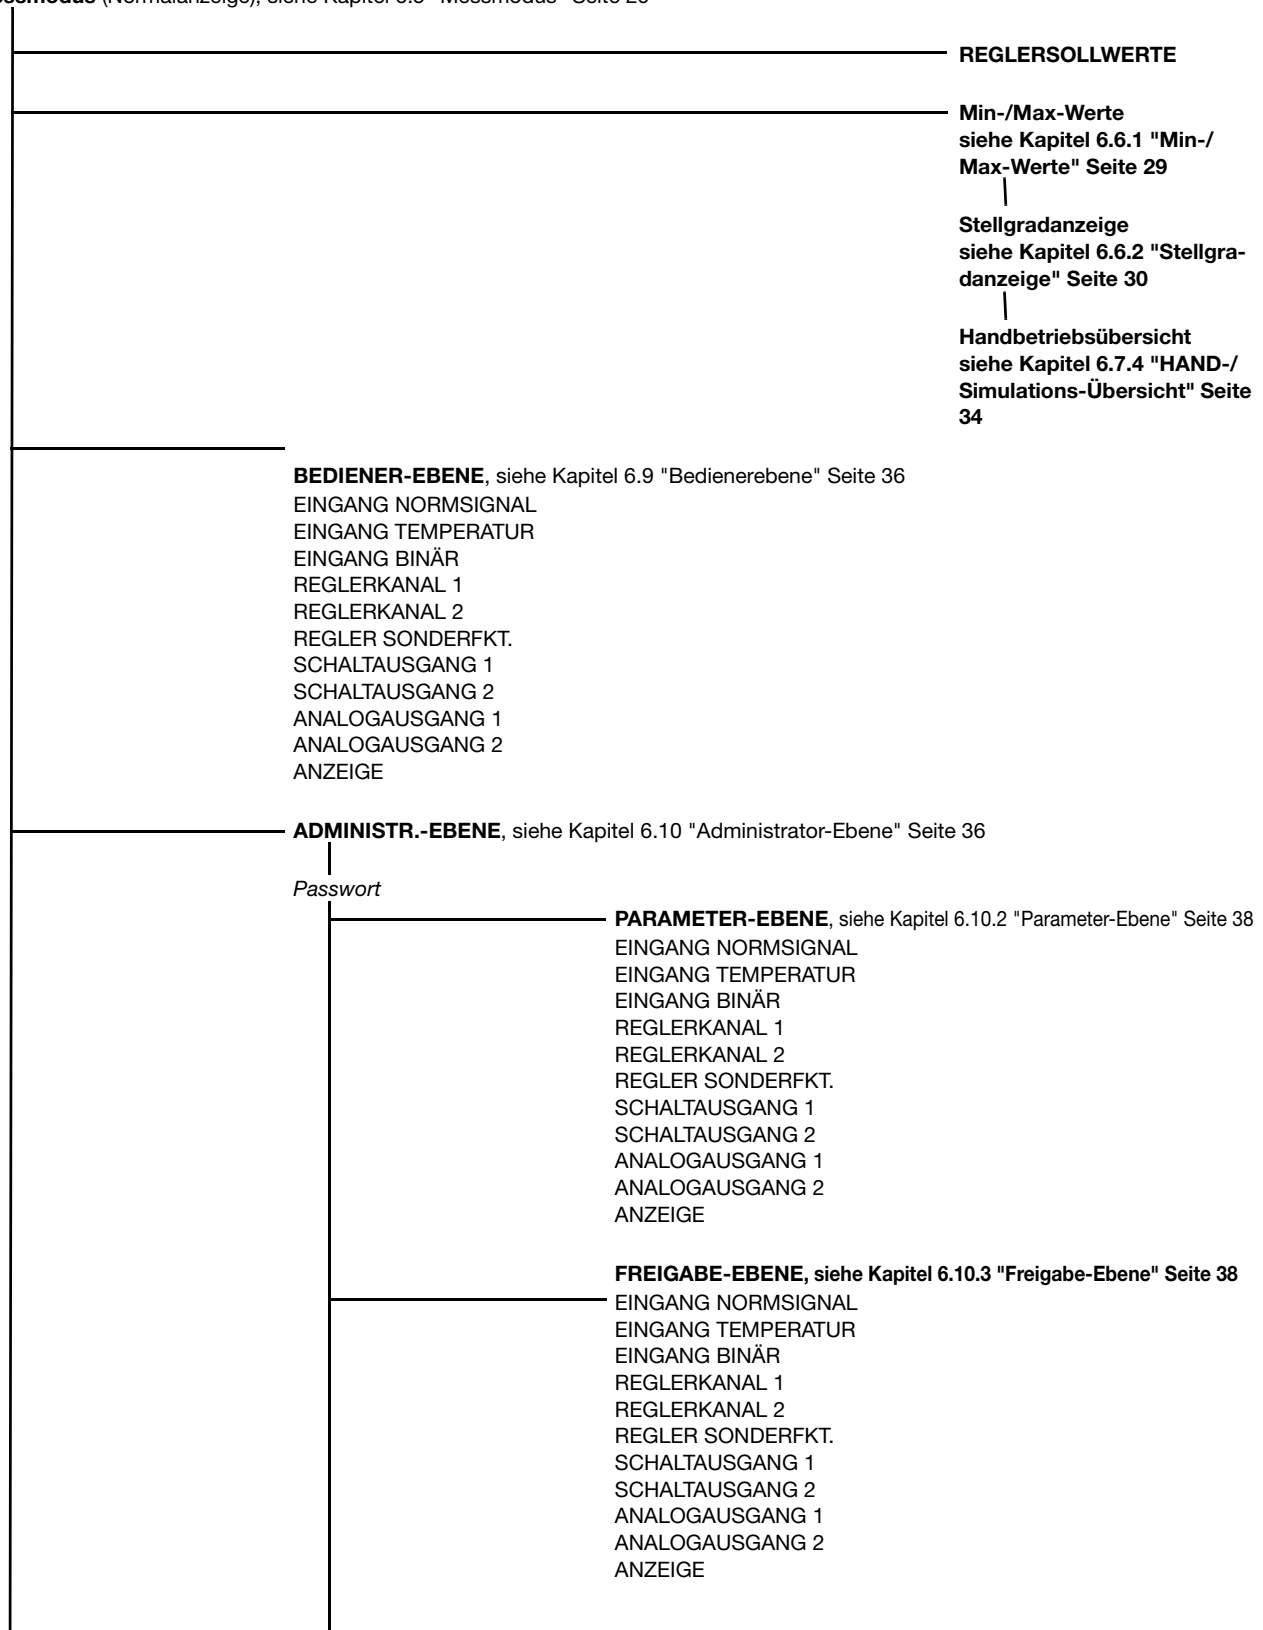 (Normalanzeige), siehe Kapitel
REGLERSOLLWERTE
Min-/Max-Werte
siehe Kapitel 6.6.1 "Min-/
Max-Werte" Seite 29
Stellgradanzeige
siehe Kapitel 6.6.2 "Stellgra-
danzeige" Seite 30
Handbetriebsübersicht
siehe Kapitel 6.7.4 "HAND-/
Simulations-Übersicht" Seite
34
BEDIENER-EBENE, siehe Kapitel 6.9 "Bedienerebene" Seite 36
EINGANG NORMSIGNAL
EINGANG TEMPERATUR
EINGANG BINÄR
REGLERKANAL 1
REGLERKANAL 2
REGLER SONDERFKT.
SCHALTAUSGANG 1
SCHALTAUSGANG 2
ANALOGAUSGANG 1
ANALOGAUSGANG 2
ANZEIGE
ADMINISTR.-EBENE, siehe Kapitel 6.10 "Administrator-Ebene" Seite 36
Passwort
PARAMETER-EBENE, siehe Kapitel 6.10.2 "Parameter-Ebene" Seite 38
EINGANG NORMSIGNAL
EINGANG TEMPERATUR
EINGANG BINÄR
REGLERKANAL 1
REGLERKANAL 2
REGLER SONDERFKT.
SCHALTAUSGANG 1
SCHALTAUSGANG 2
ANALOGAUSGANG 1
ANALOGAUSGANG 2
ANZEIGE
FREIGABE-EBENE, siehe Kapitel 6.10.3 "Freigabe-Ebene" Seite 38
EINGANG NORMSIGNAL
EINGANG TEMPERATUR
EINGANG BINÄR
REGLERKANAL 1
REGLERKANAL 2
REGLER SONDERFKT.
SCHALTAUSGANG 1
SCHALTAUSGANG 2
ANALOGAUSGANG 1
ANALOGAUSGANG 2
ANZEIGE